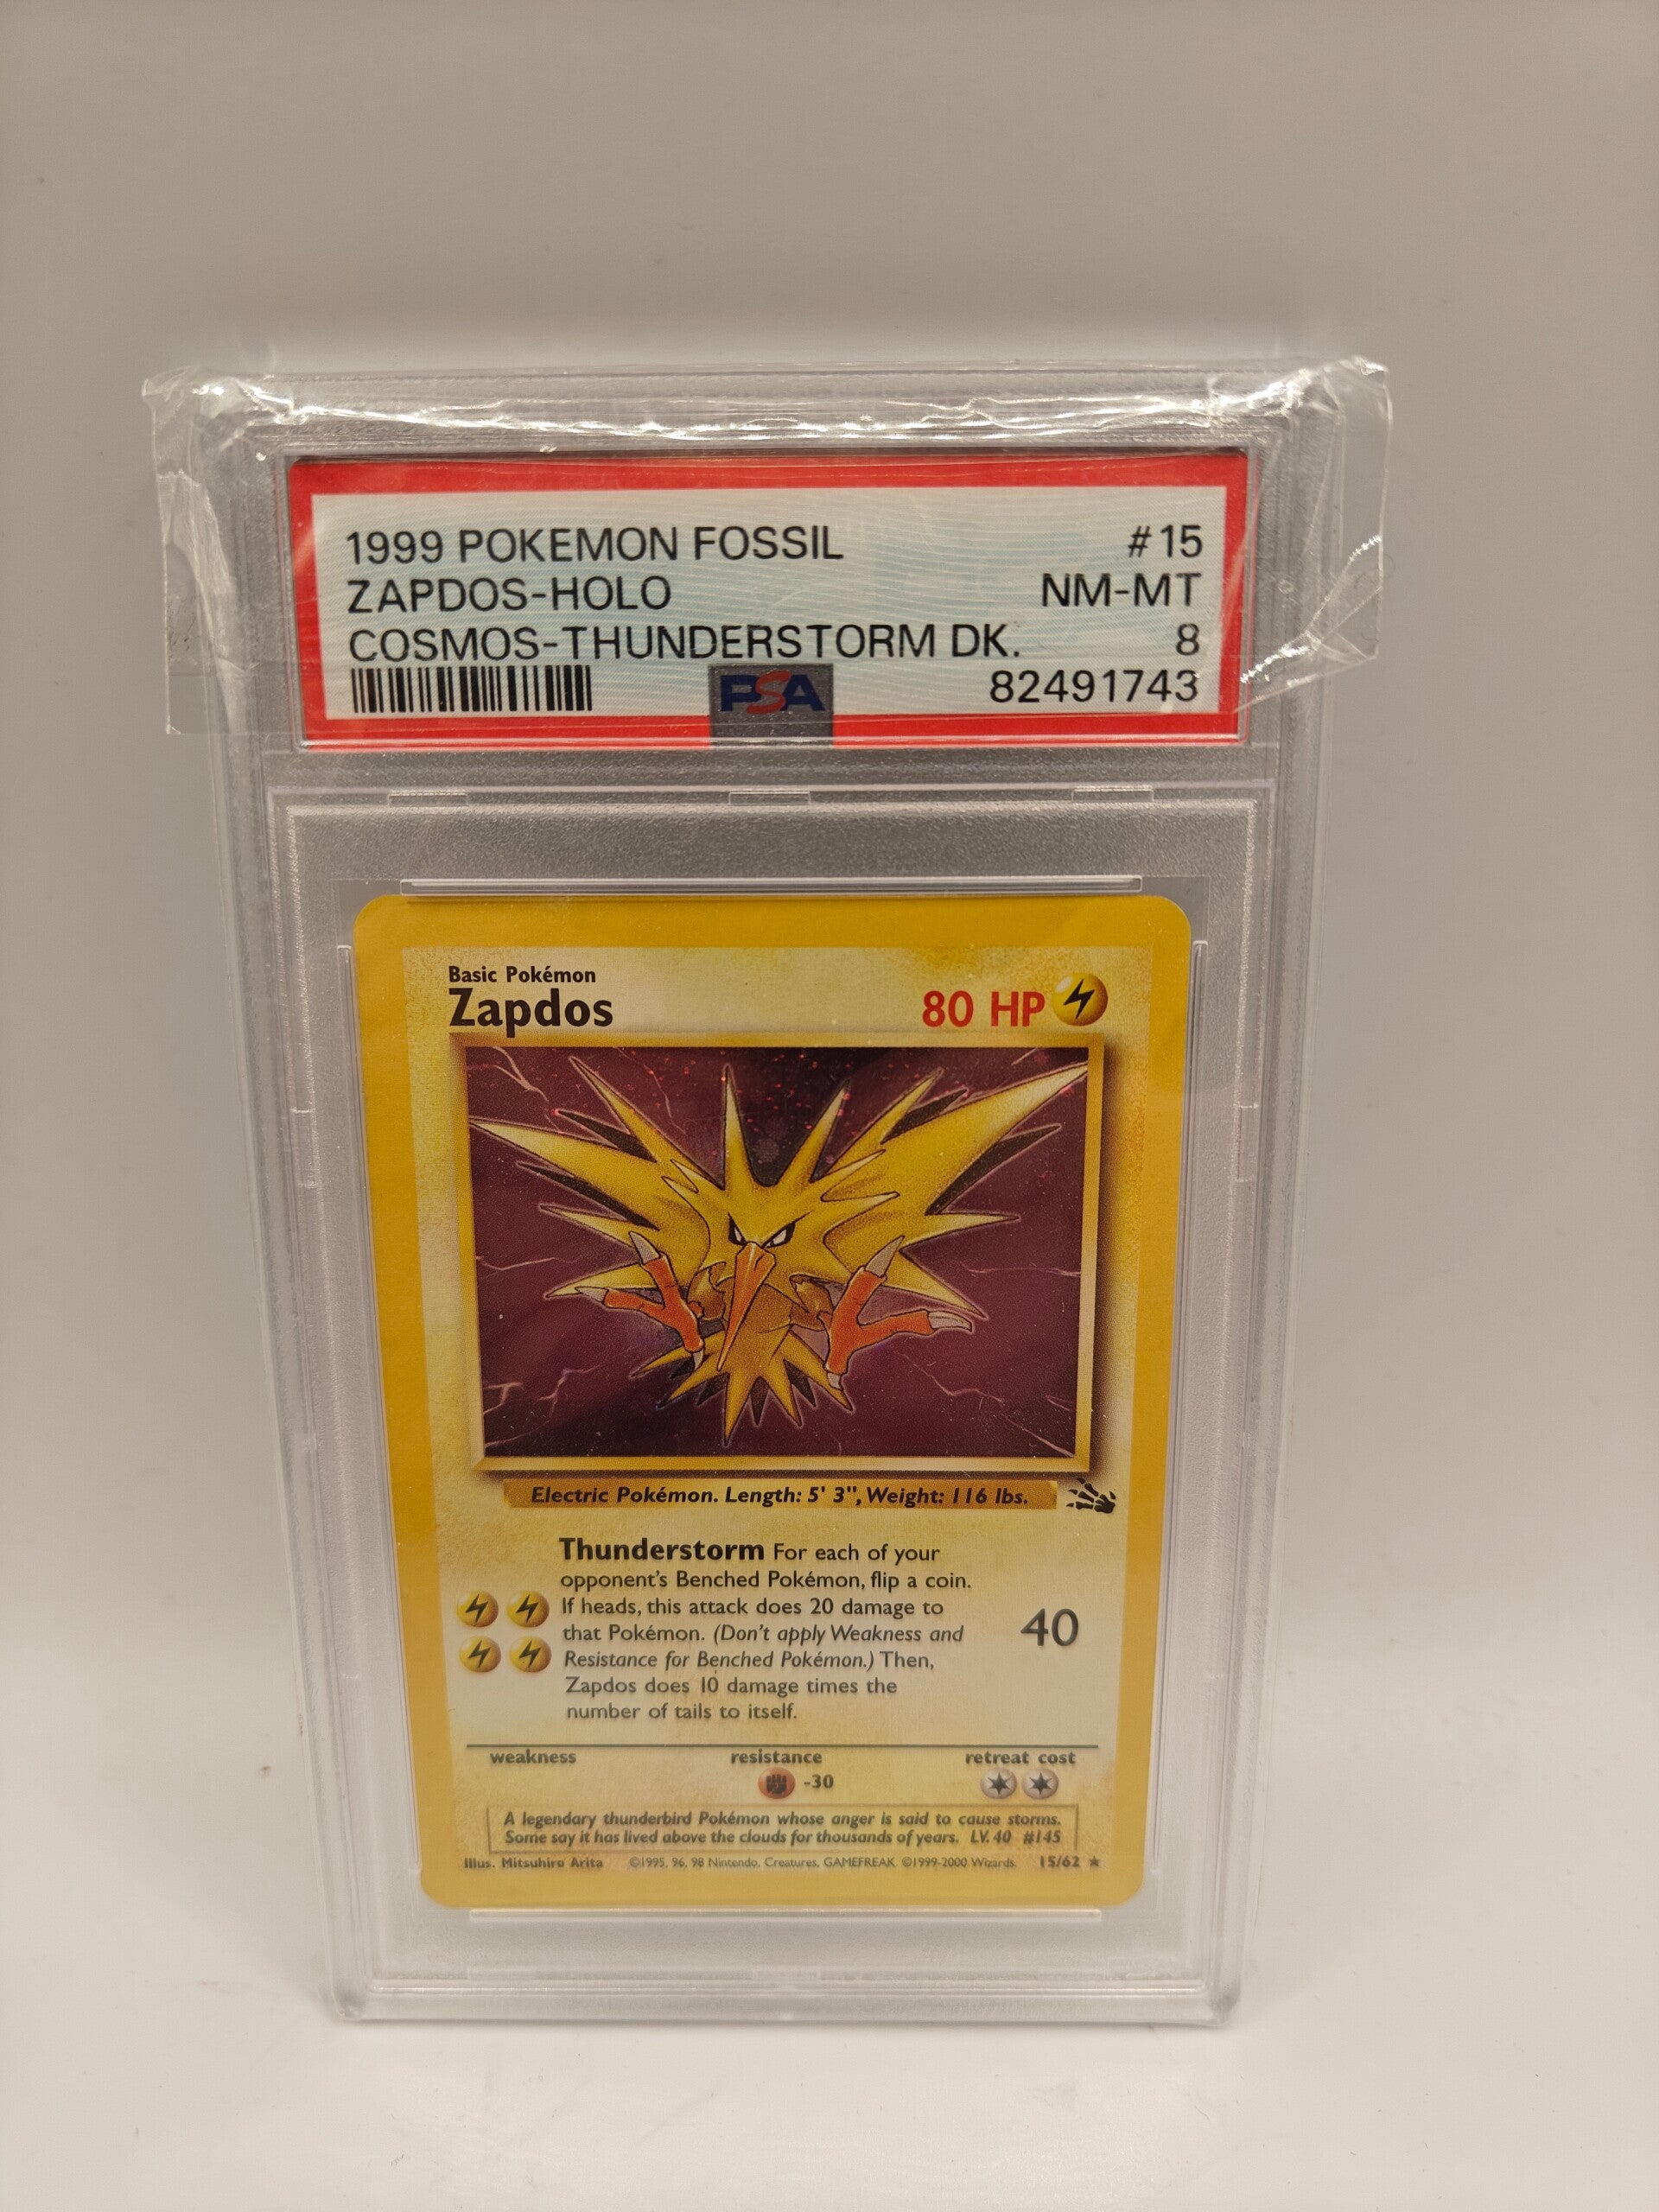 1999 POKEMON FOSSIL #15
ZAPDOS-HOLO NM-MT
COSMOS-THUNDERSTORM DK. 8
PSA 82491743
Basic Pokémon
Zapdos 80 HP
Electric Pokémon. Length: 5' 3", Weight: 116 lbs.
Thunderstorm For each of your
opponent's Benched Pokémon, flip a coin.
If heads, this attack does 20 damage to
that Pokémon. (Don't apply Weakness and
Resistance for Benched Pokémon.) Then,
Zapdos does 10 damage times the
number of tails to itself.
40
weakness resistance retreat cost
-30
A legendary thunderbird Pokémon whose anger is said to cause storms.
Some say it has lived above the clouds for thousands of years. LV. 40 #145
Illus. Mitsuhiro Arita ©1995, 96, 98 Nintendo, Creatures, GAMEFREAK. ©1999-2000 Wizards. 15/62 ★